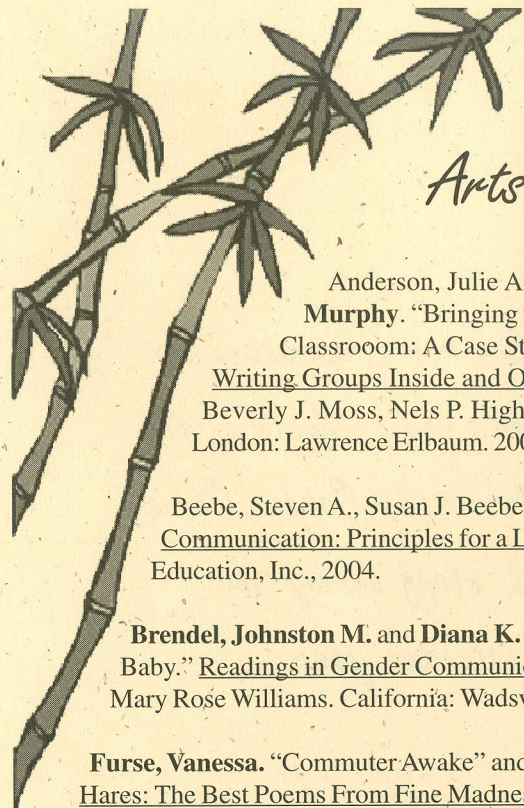 Arts
Anderson, Julie A
Murphy. “Bringing
Classrooom: A Case St
Writing Groups Inside and O
Beverly J. Moss, Nels P. High
London: Lawrence Erlbaum. 200
Beebe, Steven A., Susan J. Beebe
Communication: Principles for a L
Education, Inc., 2004.
Brendel, Johnston M. and Diana K.
Baby.” Readings in Gender Communic
Mary Rose Williams. California: Wadsw
Furse, Vanessa. “Commuter Awake” and
Hares: The Best Poems From Fine Madne